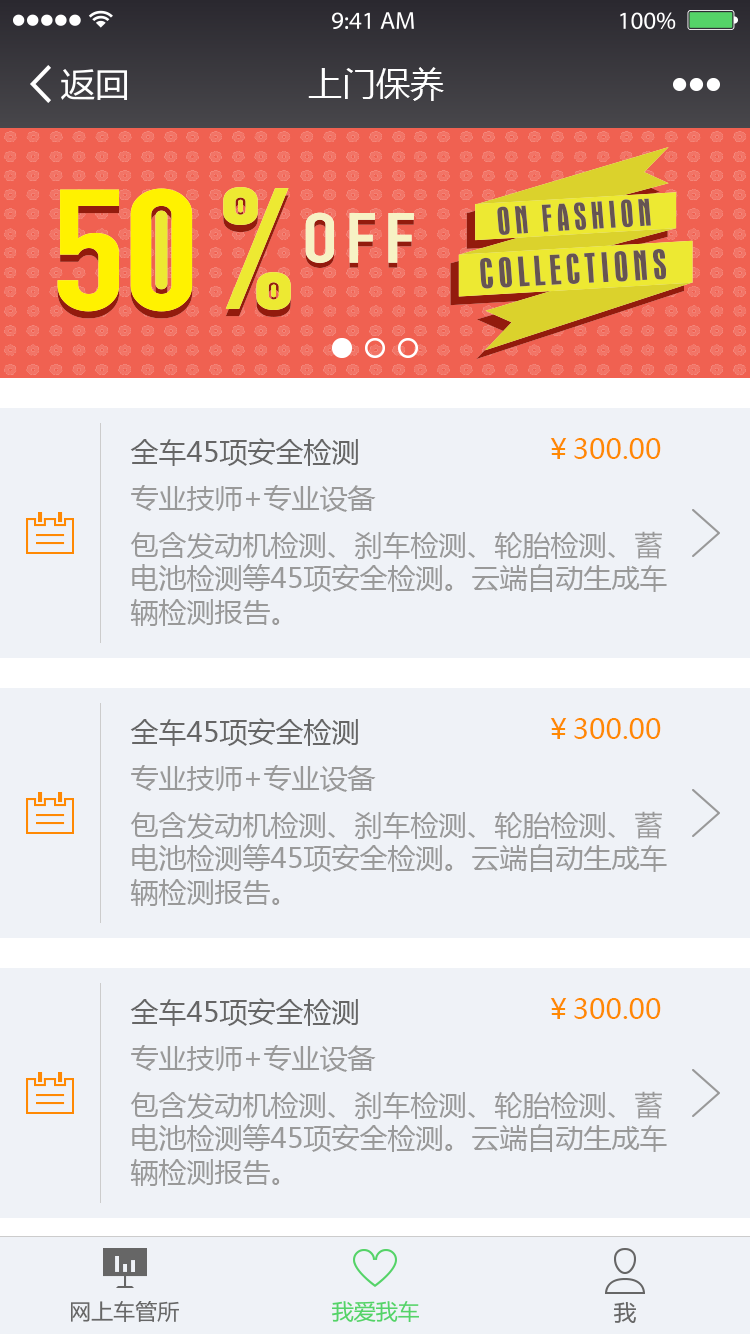 9:41 AM 100%
返回 上门保养
50% OFF
ON FASHION
COLLECTIONS
全车45项安全检测 ¥ 300.00
专业技师+专业设备
包含发动机检测、刹车检测、轮胎检测、蓄
电池检测等45项安全检测。云端自动生成车
辆检测报告。
全车45项安全检测 ¥ 300.00
专业技师+专业设备
包含发动机检测、刹车检测、轮胎检测、蓄
电池检测等45项安全检测。云端自动生成车
辆检测报告。
全车45项安全检测 ¥ 300.00
专业技师+专业设备
包含发动机检测、刹车检测、轮胎检测、蓄
电池检测等45项安全检测。云端自动生成车
辆检测报告。
网上车管所 我爱我车 我